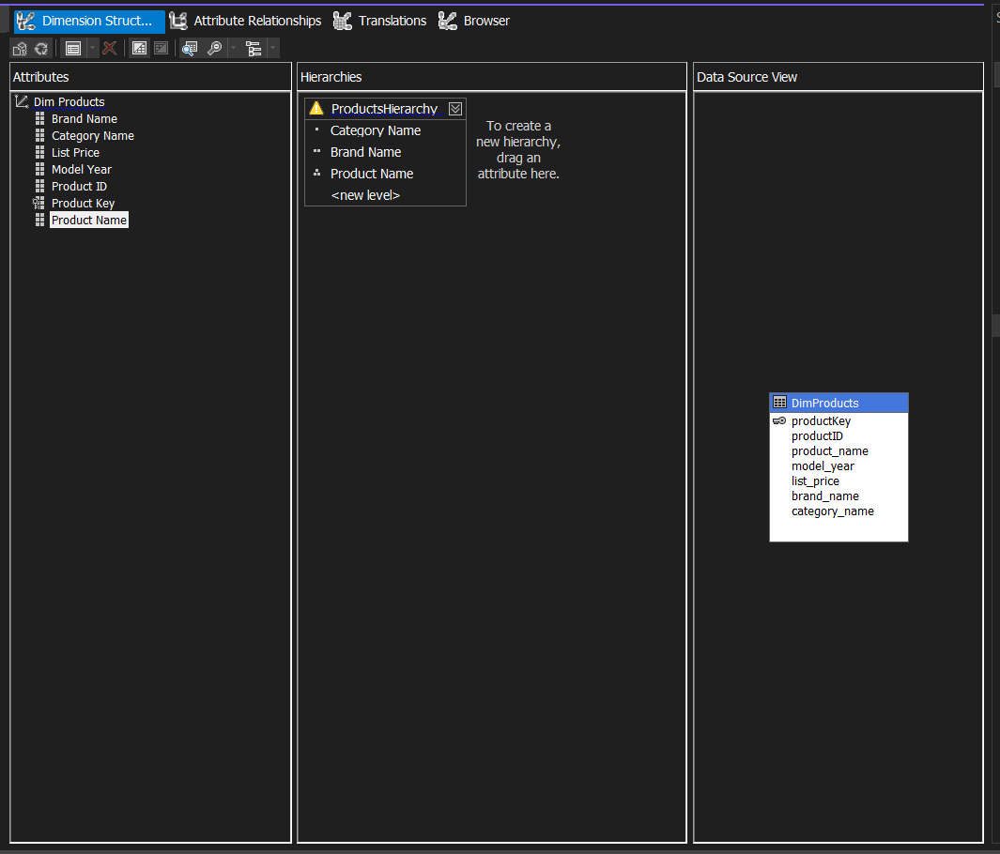 Dimension Struct...
Attribute Relationships
Translations
Browser
Attributes
Dim Products
Brand Name
Category Name
List Price
Model Year
Product ID
Product Key
Product Name
Hierarchies
ProductsHierarchy
Category Name
Brand Name
Product Name
<new level>
To create a
new hierarchy,
drag an
attribute here.
Data Source View
DimProducts
productKey
productID
product_name
model_year
list_price
brand_name
category_name